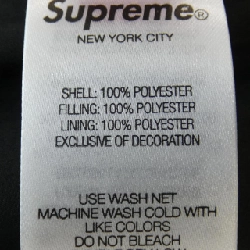 Supreme®
NEW YORK CITY
SHELL: 100% POLYESTER
FILLING: 100% POLYESTER
LINING: 100% POLYESTER
EXCLUSIVE OF DECORATION
USE WASH NET
MACHINE WASH COLD WITH
LIKE COLORS
DO NOT BLEACH